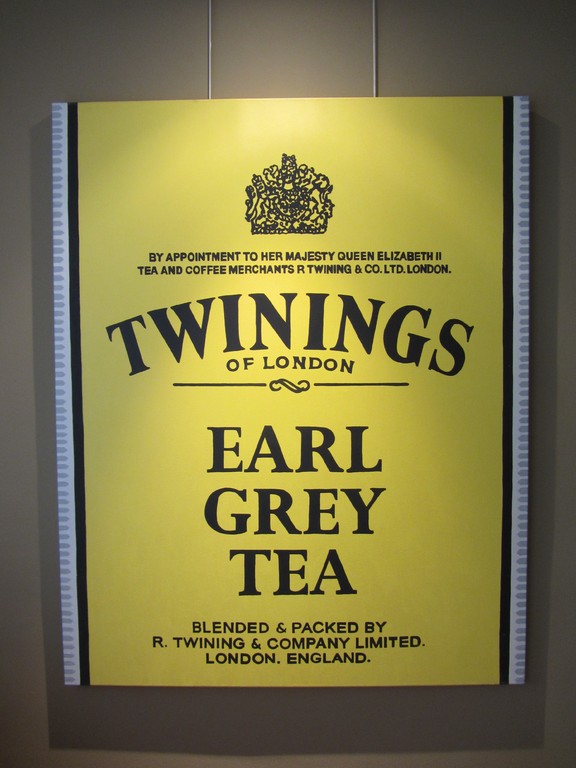 BY APPOINTMENT TO HER MAJESTY QUEEN ELIZABETH II
TEA AND COFFEE MERCHANTS R TWINING & CO. LTD. LONDON.
TWININGS
OF LONDON
EARL
GREY
TEA
BLENDED & PACKED BY
R. TWINING & COMPANY LIMITED.
LONDON. ENGLAND.